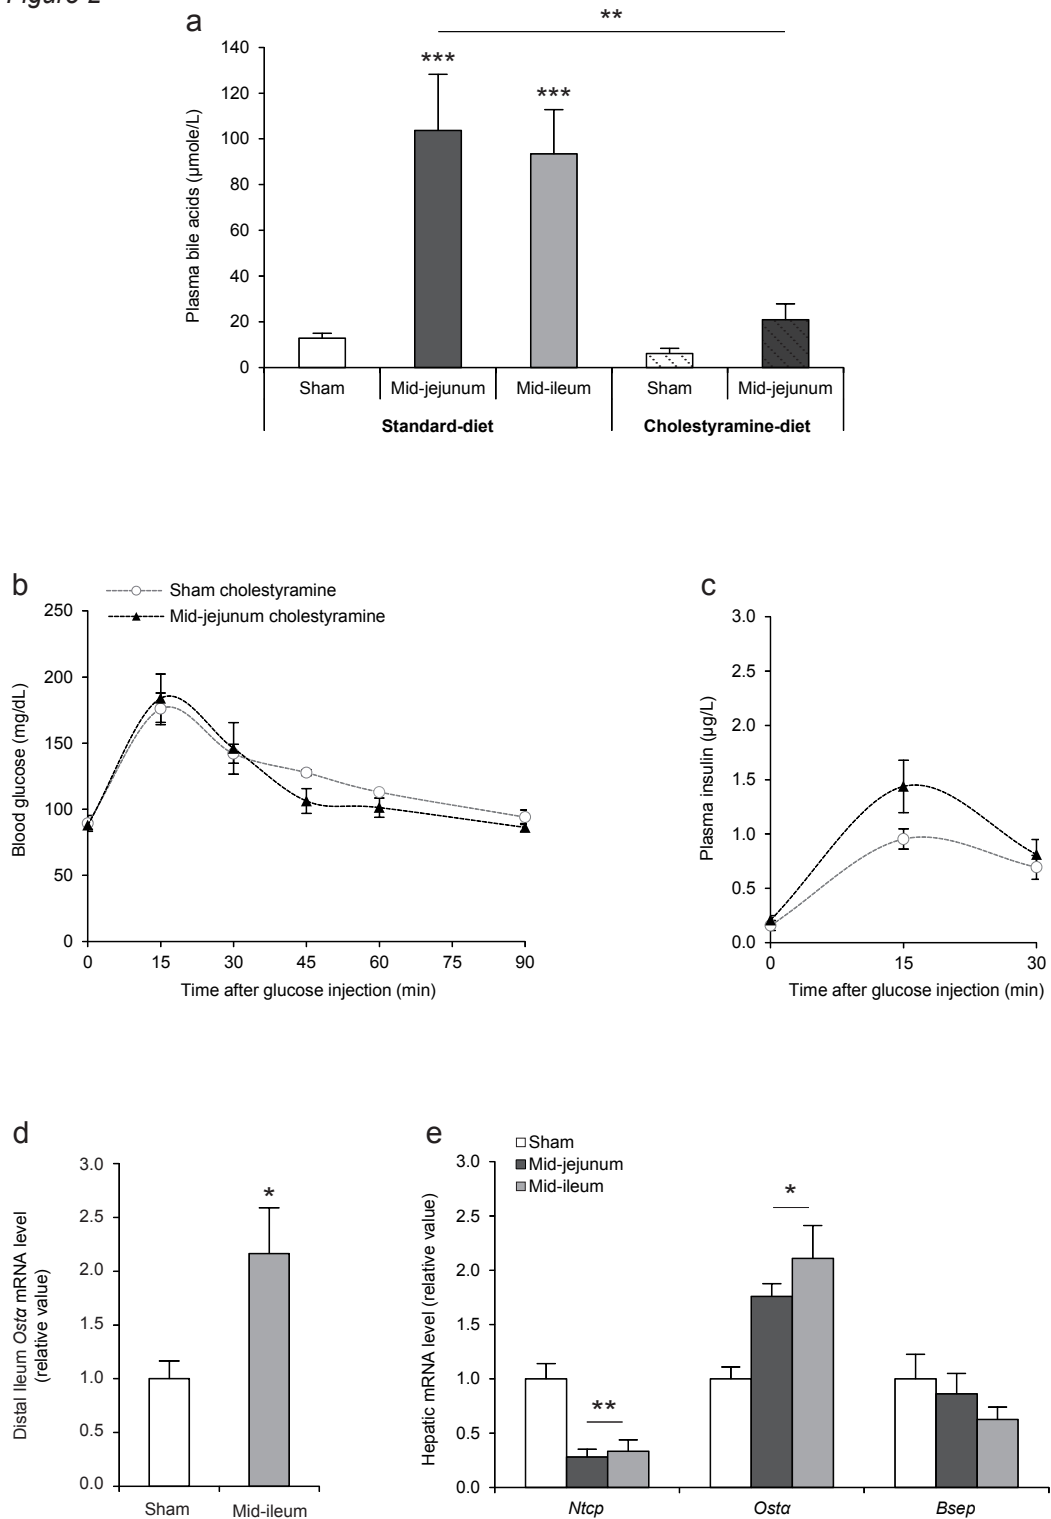 Figure 2
a
**
140
120
100
80
60
40
20
0
Plasma bile acids (µmole/L)
***
***
Sham Mid-jejunum Mid-ileum Sham Mid-jejunum
Standard-diet Cholestyramine-diet
b
Sham cholestyramine
Mid-jejunum cholestyramine
250
200
150
100
50
0
Blood glucose (mg/dL)
0 15 30 45 60 75 90
Time after glucose injection (min)
c
3.0
2.5
2.0
1.5
1.0
0.5
0.0
Plasma insulin (µg/L)
0 15 30
Time after glucose injection (min)
d
3.0
2.5
2.0
1.5
1.0
0.5
0.0
Distal Ileum Ostα mRNA level
(relative value)
*
Sham Mid-ileum
e
Sham
Mid-jejunum
Mid-ileum
3.0
2.5
2.0
1.5
1.0
0.5
0.0
Hepatic mRNA level (relative value)
**
*
Ntcp Ostα Bsep